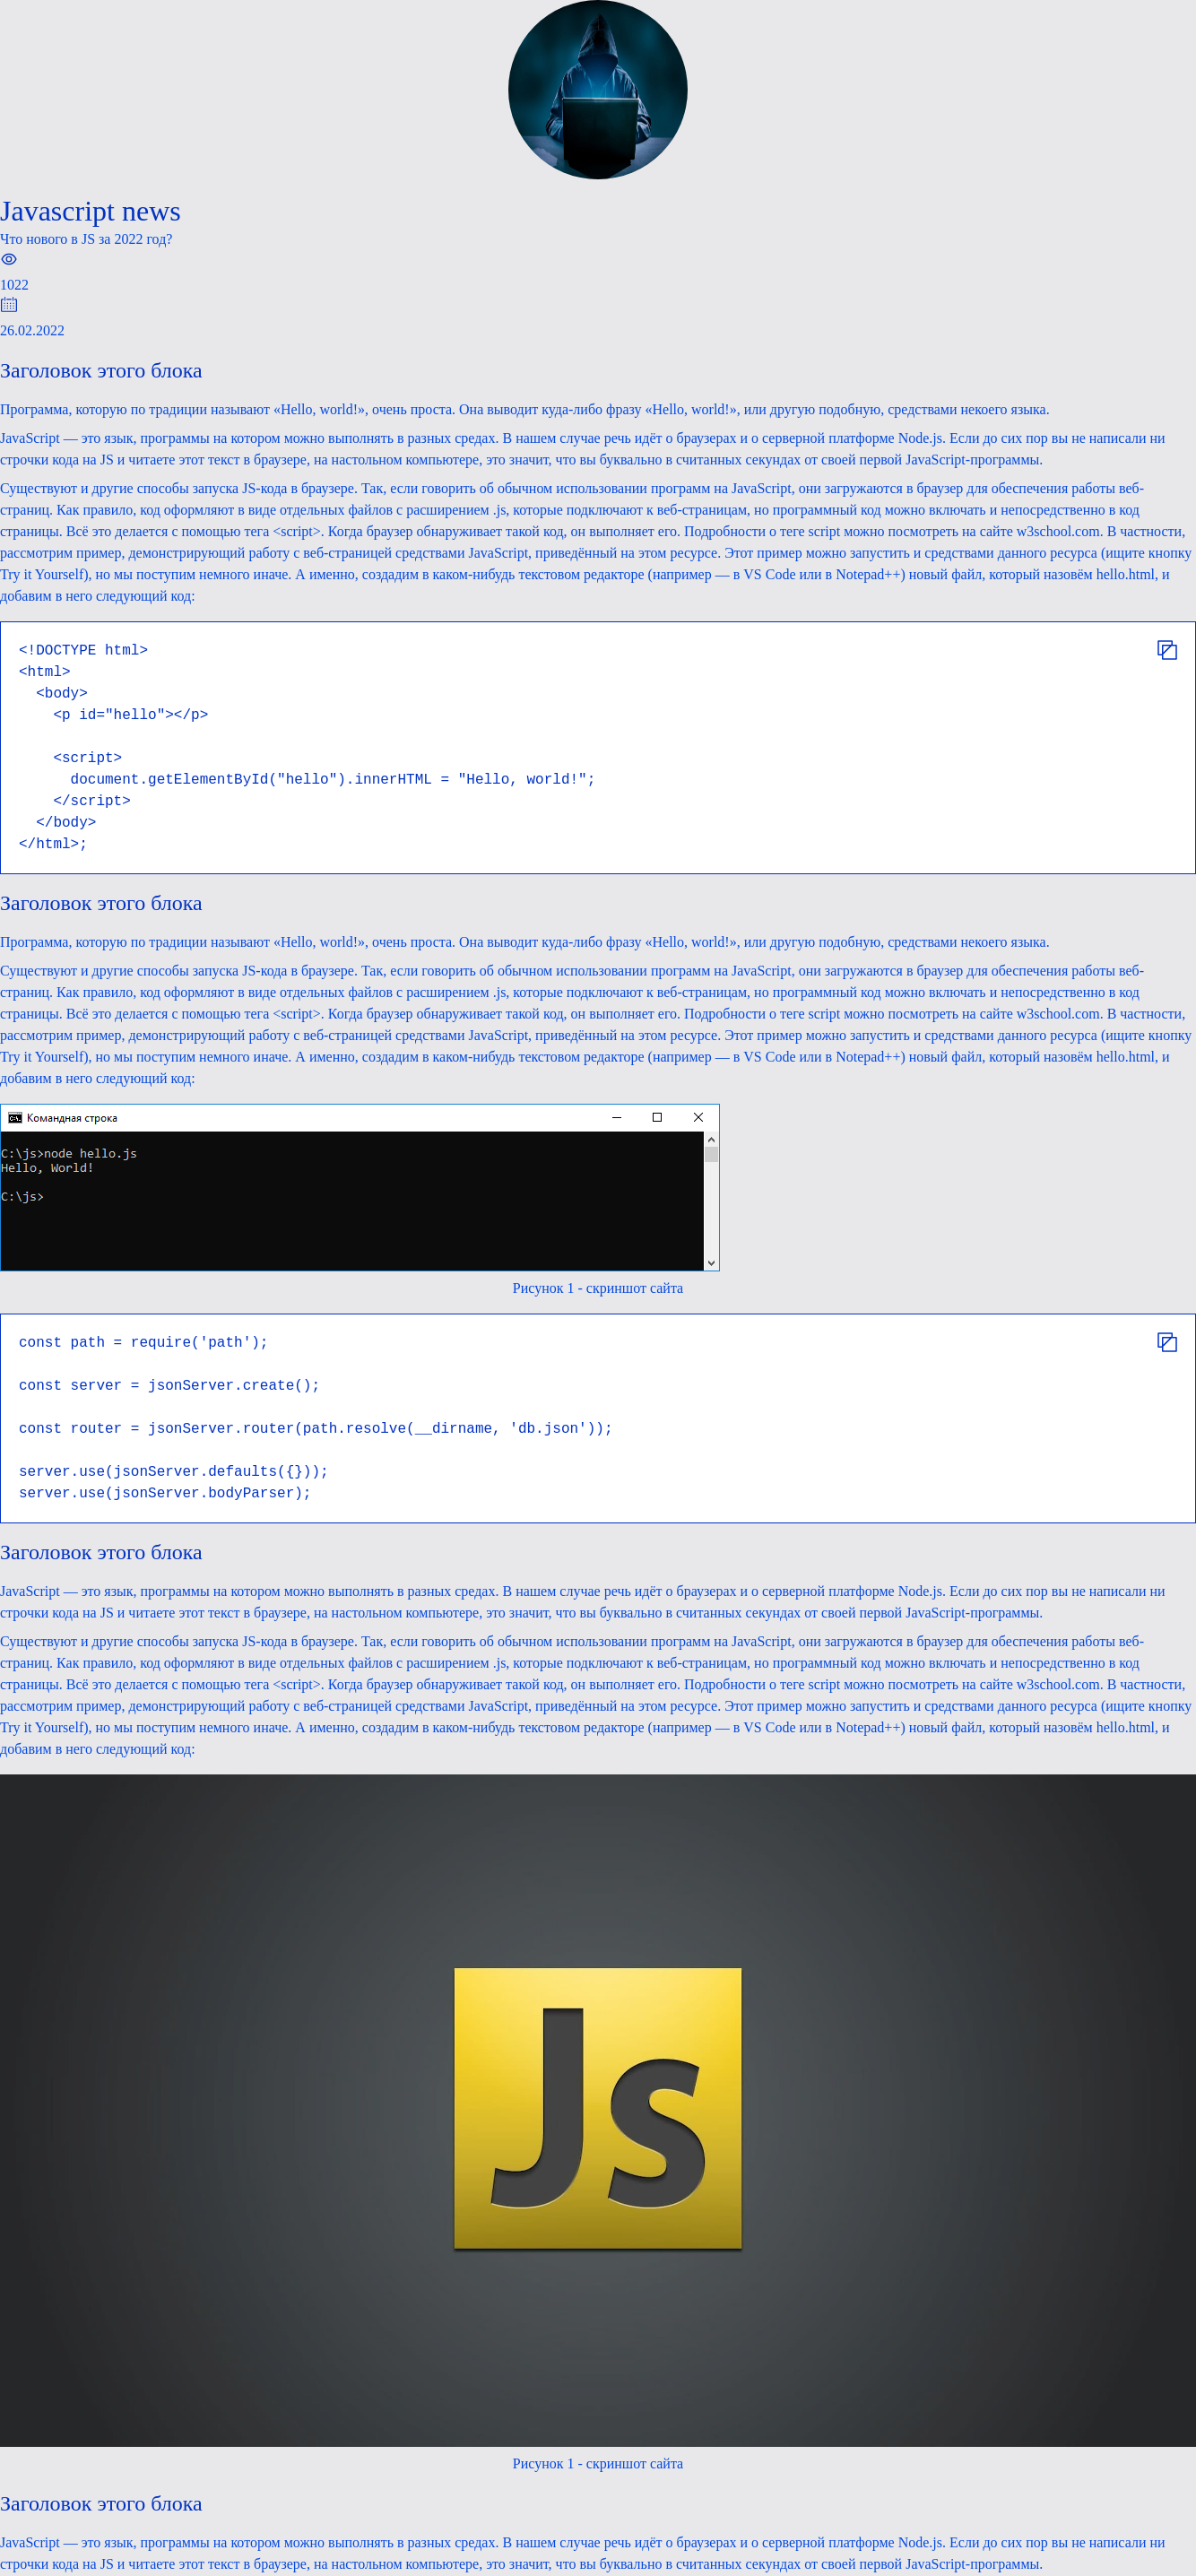 Javascript news
Что нового в JS за 2022 год?
1022
26.02.2022
Заголовок этого блока
Программа, которую по традиции называют «Hello, world!», очень проста. Она выводит куда-либо фразу «Hello, world!», или другую подобную, средствами некоего языка.
JavaScript — это язык, программы на котором можно выполнять в разных средах. В нашем случае речь идёт о браузерах и о серверной платформе Node.js. Если до сих пор вы не написали ни
строчки кода на JS и читаете этот текст в браузере, на настольном компьютере, это значит, что вы буквально в считанных секундах от своей первой JavaScript-программы.
Существуют и другие способы запуска JS-кода в браузере. Так, если говорить об обычном использовании программ на JavaScript, они загружаются в браузер для обеспечения работы веб-
страниц. Как правило, код оформляют в виде отдельных файлов с расширением .js, которые подключают к веб-страницам, но программный код можно включать и непосредственно в код
страницы. Всё это делается с помощью тега <script>. Когда браузер обнаруживает такой код, он выполняет его. Подробности о теге script можно посмотреть на сайте w3school.com. В частности,
рассмотрим пример, демонстрирующий работу с веб-страницей средствами JavaScript, приведённый на этом ресурсе. Этот пример можно запустить и средствами данного ресурса (ищите кнопку
Try it Yourself), но мы поступим немного иначе. А именно, создадим в каком-нибудь текстовом редакторе (например — в VS Code или в Notepad++) новый файл, который назовём hello.html, и
добавим в него следующий код:
<!DOCTYPE html>
<html>
  <body>
    <p id="hello"></p>

    <script>
      document.getElementById("hello").innerHTML = "Hello, world!";
    </script>
  </body>
</html>;
Заголовок этого блока
Программа, которую по традиции называют «Hello, world!», очень проста. Она выводит куда-либо фразу «Hello, world!», или другую подобную, средствами некоего языка.
Существуют и другие способы запуска JS-кода в браузере. Так, если говорить об обычном использовании программ на JavaScript, они загружаются в браузер для обеспечения работы веб-
страниц. Как правило, код оформляют в виде отдельных файлов с расширением .js, которые подключают к веб-страницам, но программный код можно включать и непосредственно в код
страницы. Всё это делается с помощью тега <script>. Когда браузер обнаруживает такой код, он выполняет его. Подробности о теге script можно посмотреть на сайте w3school.com. В частности,
рассмотрим пример, демонстрирующий работу с веб-страницей средствами JavaScript, приведённый на этом ресурсе. Этот пример можно запустить и средствами данного ресурса (ищите кнопку
Try it Yourself), но мы поступим немного иначе. А именно, создадим в каком-нибудь текстовом редакторе (например — в VS Code или в Notepad++) новый файл, который назовём hello.html, и
добавим в него следующий код:
Командная строка
C:\js>node hello.js
Hello, World!
C:\js>
Рисунок 1 - скриншот сайта
const path = require('path');

const server = jsonServer.create();

const router = jsonServer.router(path.resolve(__dirname, 'db.json'));

server.use(jsonServer.defaults({}));
server.use(jsonServer.bodyParser);
Заголовок этого блока
JavaScript — это язык, программы на котором можно выполнять в разных средах. В нашем случае речь идёт о браузерах и о серверной платформе Node.js. Если до сих пор вы не написали ни
строчки кода на JS и читаете этот текст в браузере, на настольном компьютере, это значит, что вы буквально в считанных секундах от своей первой JavaScript-программы.
Существуют и другие способы запуска JS-кода в браузере. Так, если говорить об обычном использовании программ на JavaScript, они загружаются в браузер для обеспечения работы веб-
страниц. Как правило, код оформляют в виде отдельных файлов с расширением .js, которые подключают к веб-страницам, но программный код можно включать и непосредственно в код
страницы. Всё это делается с помощью тега <script>. Когда браузер обнаруживает такой код, он выполняет его. Подробности о теге script можно посмотреть на сайте w3school.com. В частности,
рассмотрим пример, демонстрирующий работу с веб-страницей средствами JavaScript, приведённый на этом ресурсе. Этот пример можно запустить и средствами данного ресурса (ищите кнопку
Try it Yourself), но мы поступим немного иначе. А именно, создадим в каком-нибудь текстовом редакторе (например — в VS Code или в Notepad++) новый файл, который назовём hello.html, и
добавим в него следующий код:
Js
Рисунок 1 - скриншот сайта
Заголовок этого блока
JavaScript — это язык, программы на котором можно выполнять в разных средах. В нашем случае речь идёт о браузерах и о серверной платформе Node.js. Если до сих пор вы не написали ни
строчки кода на JS и читаете этот текст в браузере, на настольном компьютере, это значит, что вы буквально в считанных секундах от своей первой JavaScript-программы.